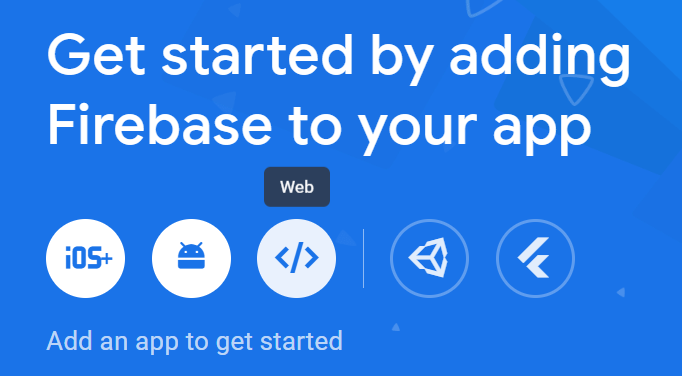 Get started by adding
Firebase to your app
Web
iOS+
</>
Add an app to get started